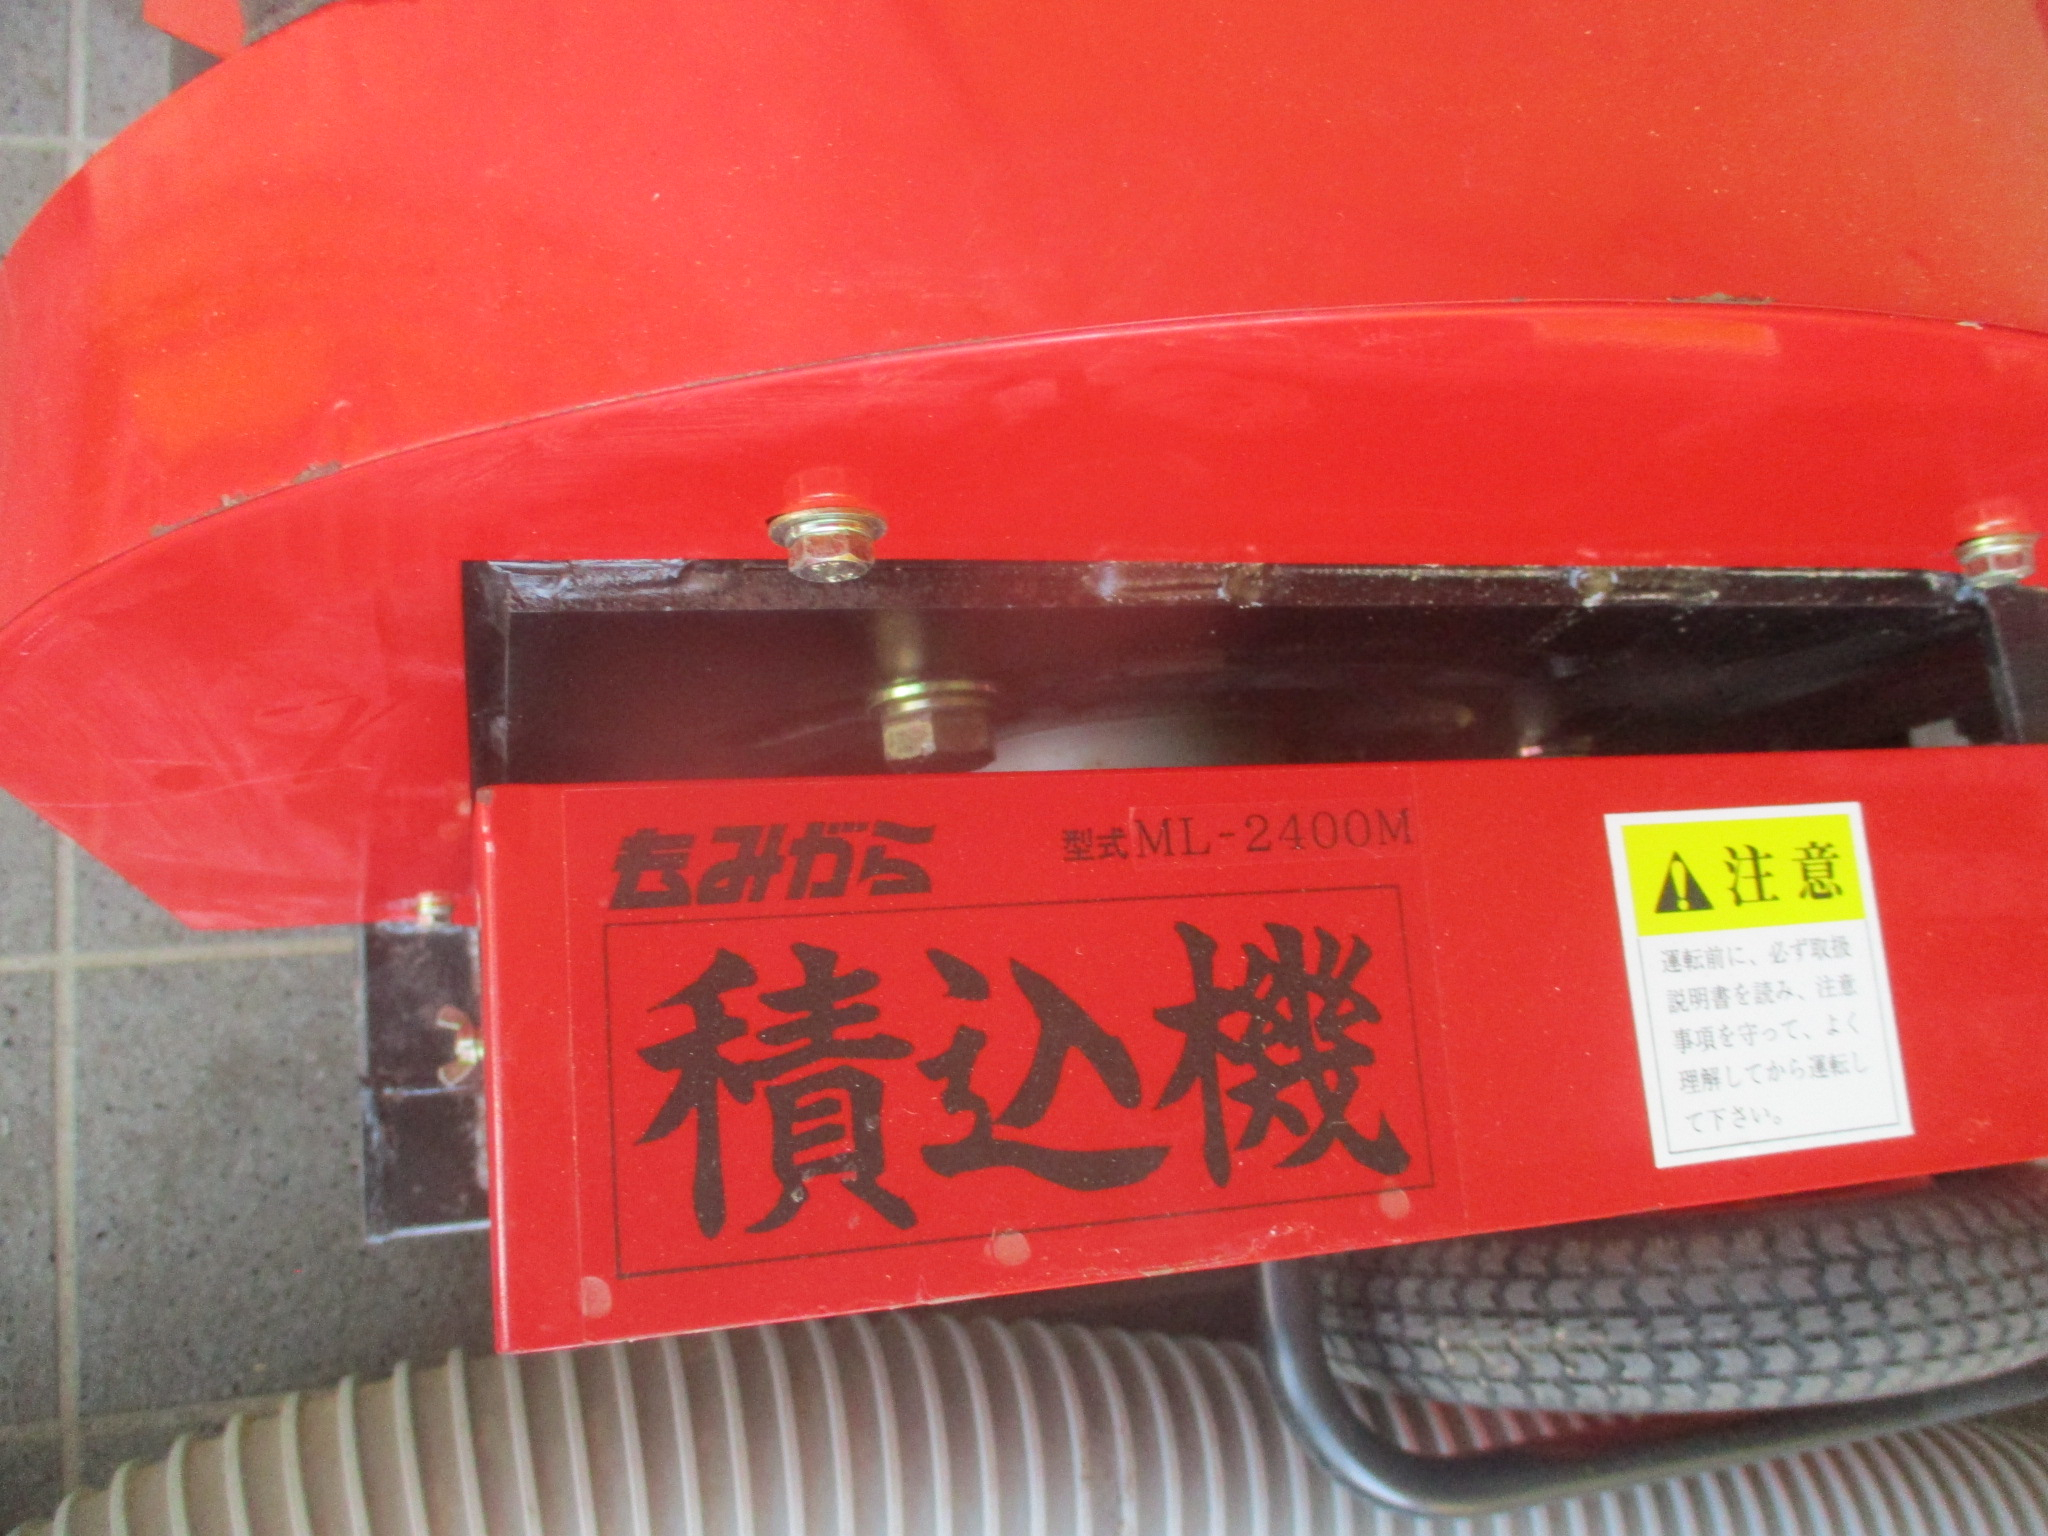 もみがら
型式ML-2400M
積込機
注意
運転前に、必ず取扱
説明書を読み、注意
事項を守って、よく
理解してから運転し
て下さい。